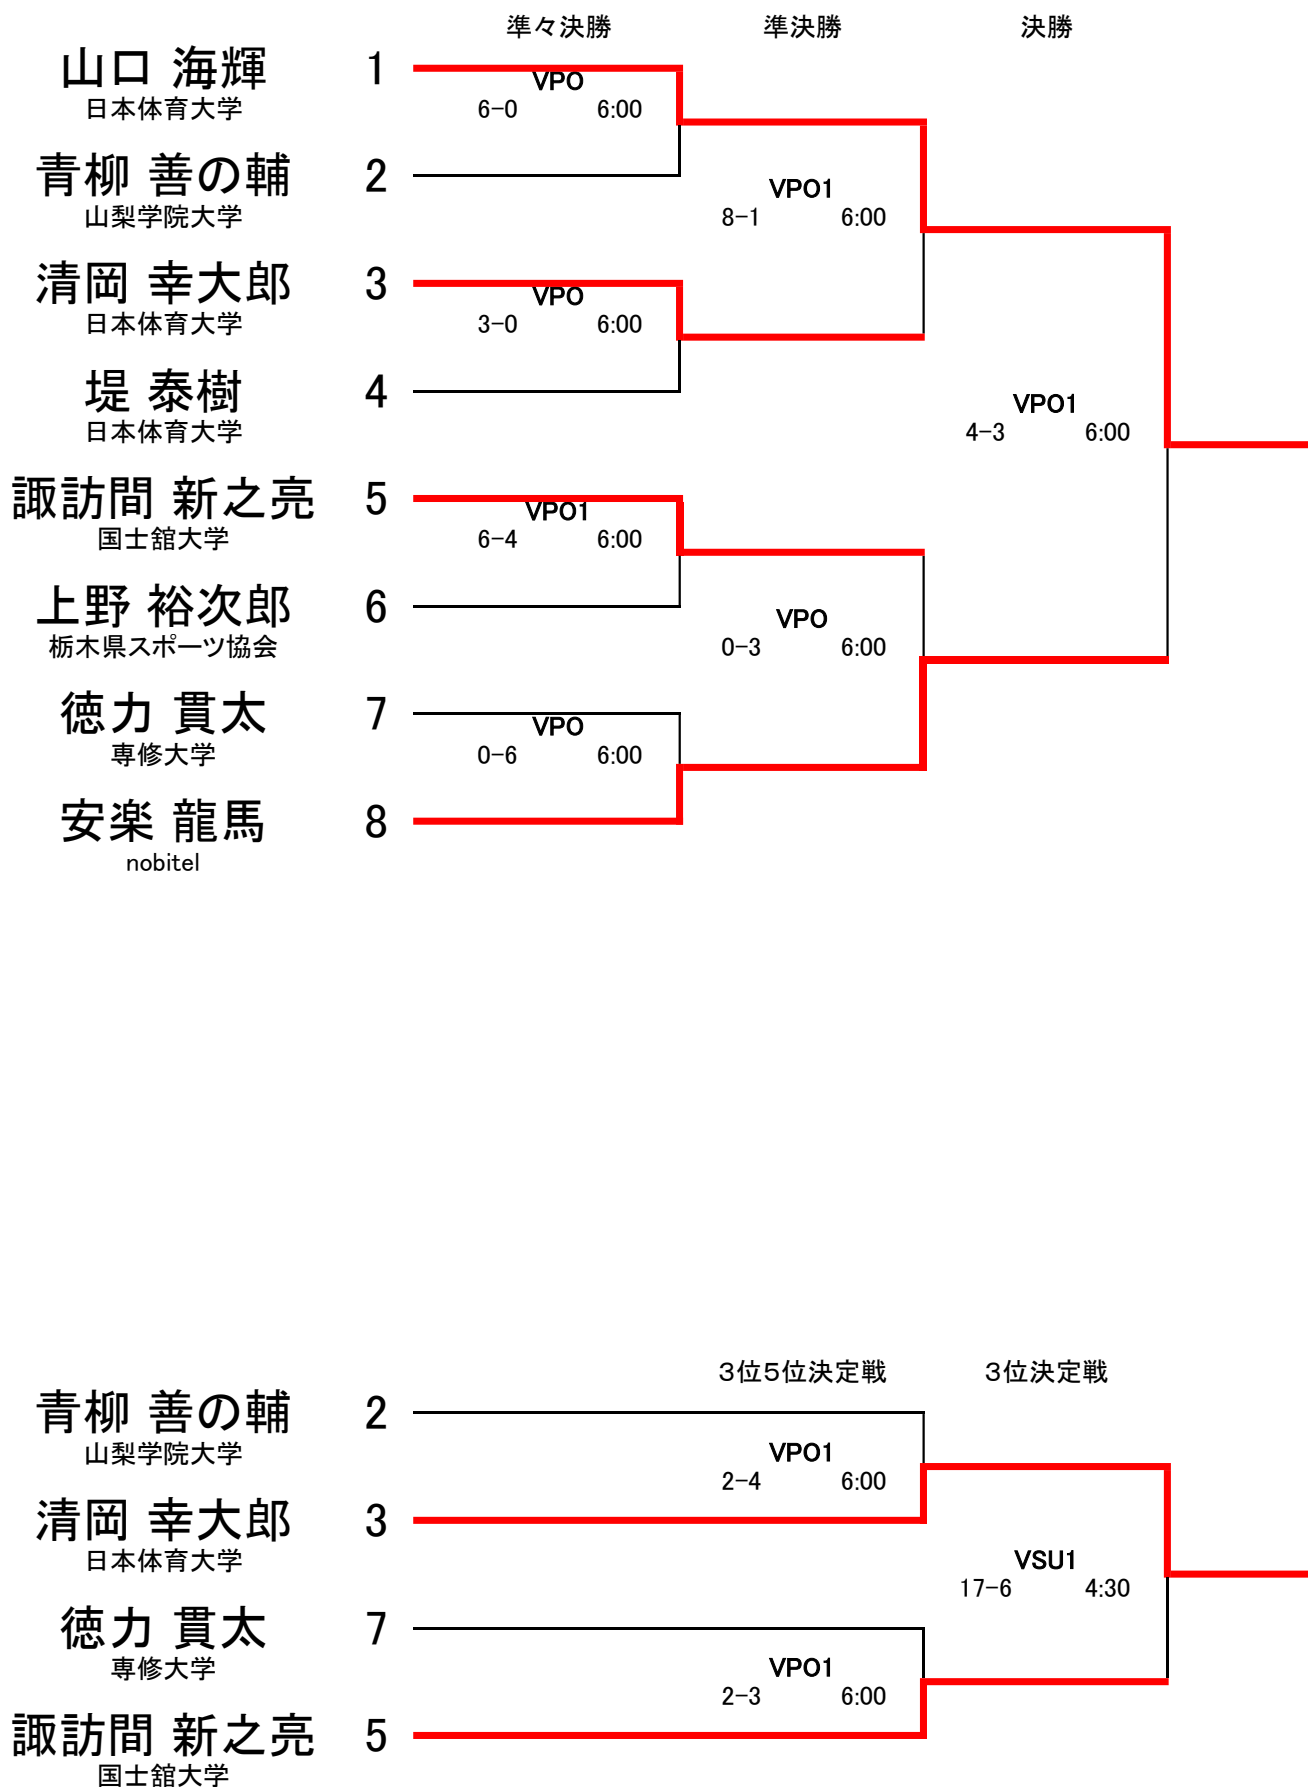 準々決勝 準決勝 決勝
山口 海輝 1
日本体育大学
VPO
6-0 6:00
青柳 善の輔 2
山梨学院大学
VPO1
8-1 6:00
清岡 幸大郎 3
日本体育大学
VPO
3-0 6:00
堤 泰樹 4
日本体育大学
VPO1
4-3 6:00
諏訪間 新之亮 5
国士舘大学
VPO1
6-4 6:00
上野 裕次郎 6
栃木県スポーツ協会
VPO
0-3 6:00
徳力 貫太 7
専修大学
VPO
0-6 6:00
安楽 龍馬 8
nobitel
3位5位決定戦 3位決定戦
青柳 善の輔 2
山梨学院大学
VPO1
2-4 6:00
清岡 幸大郎 3
日本体育大学
VSU1
17-6 4:30
徳力 貫太 7
専修大学
VPO1
2-3 6:00
諏訪間 新之亮 5
国士舘大学